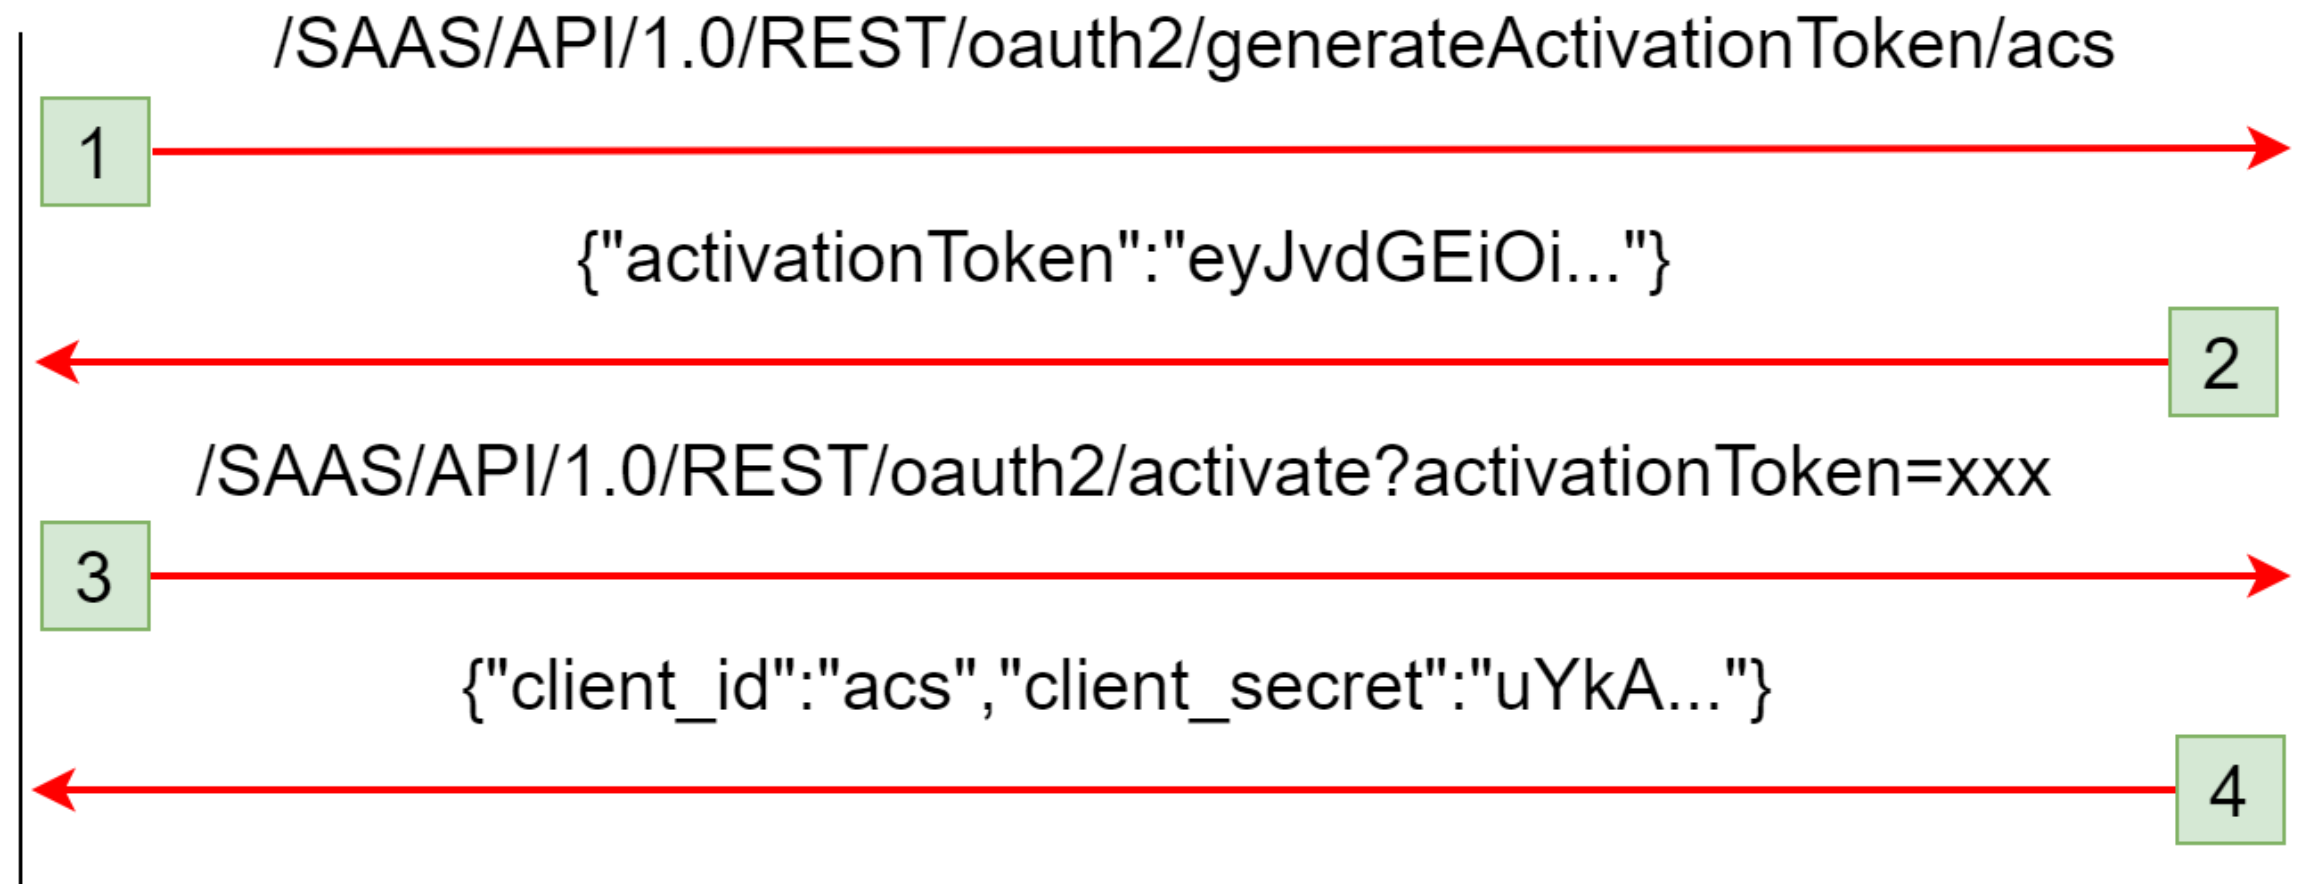 /SAAS/API/1.0/REST/oauth2/generateActivationToken/acs
1
{"activationToken":"eyJvdGEiOi..."}
2
/SAAS/API/1.0/REST/oauth2/activate?activationToken=xxx
3
{"client_id":"acs","client_secret":"uYkA..."}
4